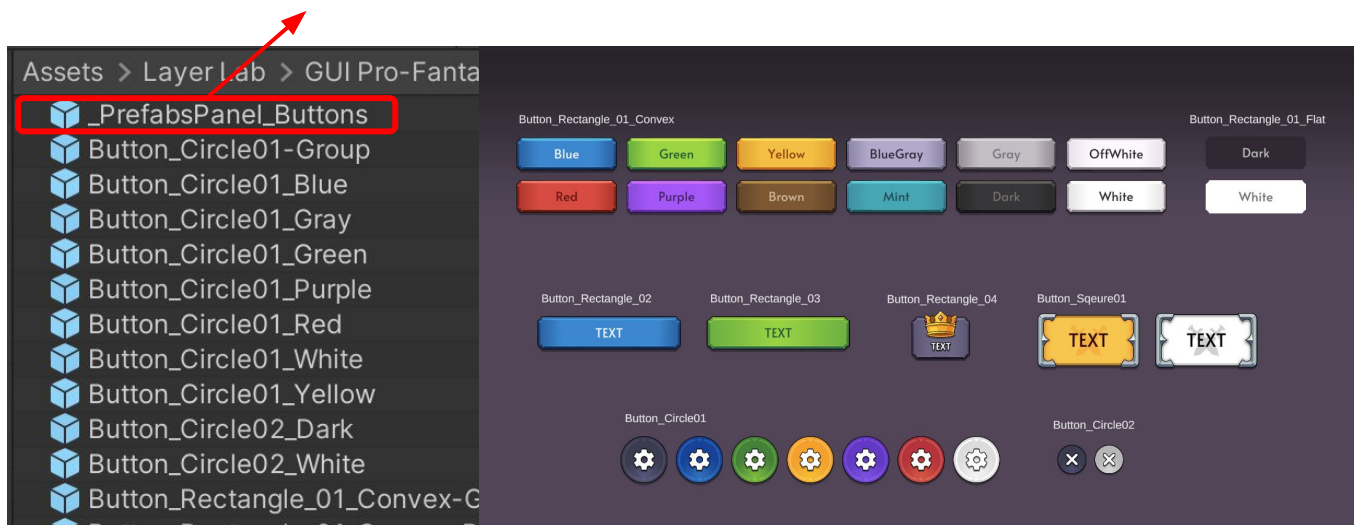 Assets > Layer Lab > GUI Pro-Fanta
_PrefabsPanel_Buttons
Button_Circle01-Group
Button_Circle01_Blue
Button_Circle01_Gray
Button_Circle01_Green
Button_Circle01_Purple
Button_Circle01_Red
Button_Circle01_White
Button_Circle01_Yellow
Button_Circle02_Dark
Button_Circle02_White
Button_Rectangle_01_Convex-G
Button_Rectangle_01_Convex Button_Rectangle_01_Flat
Blue Green Yellow BlueGray Gray OffWhite Dark
Red Purple Brown Mint Dark White White
Button_Rectangle_02 Button_Rectangle_03 Button_Rectangle_04 Button_Sqeure01
TEXT TEXT TEXT TEXT TEXT
Button_Circle01 Button_Circle02